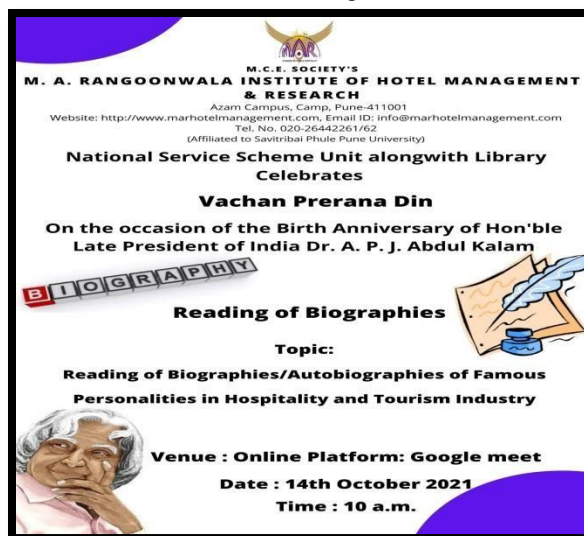 MAR
M.C.E. SOCIETY'S
M. A. RANGOONWALA INSTITUTE OF HOTEL MANAGEMENT
& RESEARCH
Azam Campus, Camp, Pune-411001
Website: http://www.marhotelmanagement.com, Email ID: info@marhotelmanagement.com
Tel. No. 020-26442261/62
(Affiliated to Savitribai Phule Pune University)
National Service Scheme Unit alongwith Library
Celebrates
Vachan Prerana Din
On the occasion of the Birth Anniversary of Hon'ble
Late President of India Dr. A. P. J. Abdul Kalam
BIOGRAPHY
Reading of Biographies
Topic:
Reading of Biographies/Autobiographies of Famous
Personalities in Hospitality and Tourism Industry
Venue : Online Platform: Google meet
Date : 14th October 2021
Time : 10 a.m.